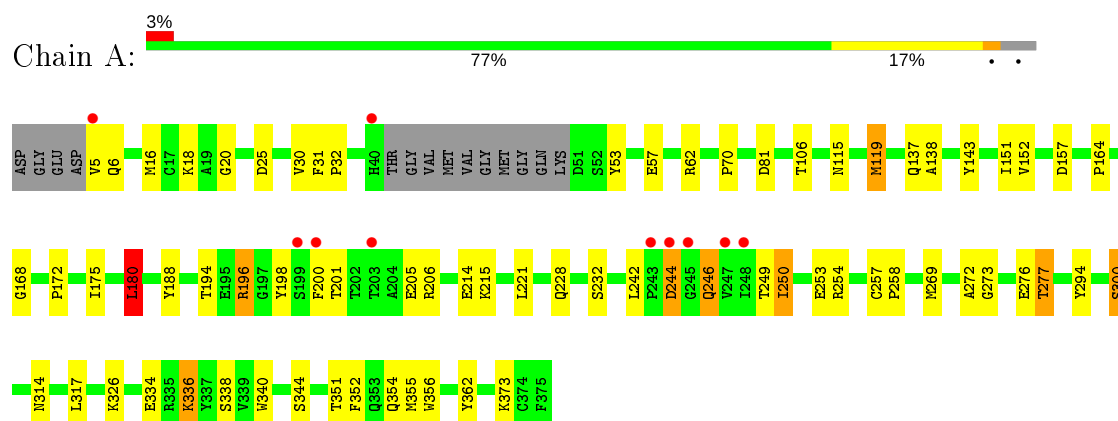 3%
Chain A:
77% 17% • •
ASP GLY GLU ASP V5 Q6 M16 C17 K18 A19 G20 D25 V30 F31 P32 H40 THR GLY VAL MET VAL GLY MET GLY GLN LYS D51 S52 Y53 E57 R62 P70 D81 T106 N115 M119 Q137 A138 Y143 I151 V152 D157 P164
G168 P172 I175 L180 Y188 T194 E195 R196 G197 Y198 S199 F200 T201 T202 T203 A204 E205 R206 E214 K215 L221 Q228 S232 L242 P243 D244 G245 Q246 V247 I248 T249 I250 E253 R254 C257 P258 M269 A272 G273 E276 T277 Y294
N314 L317 K326 E334 R335 K336 Y337 S338 V339 W340 S344 T351 F352 Q353 Q354 M355 W356 Y362 K373 C374 F375